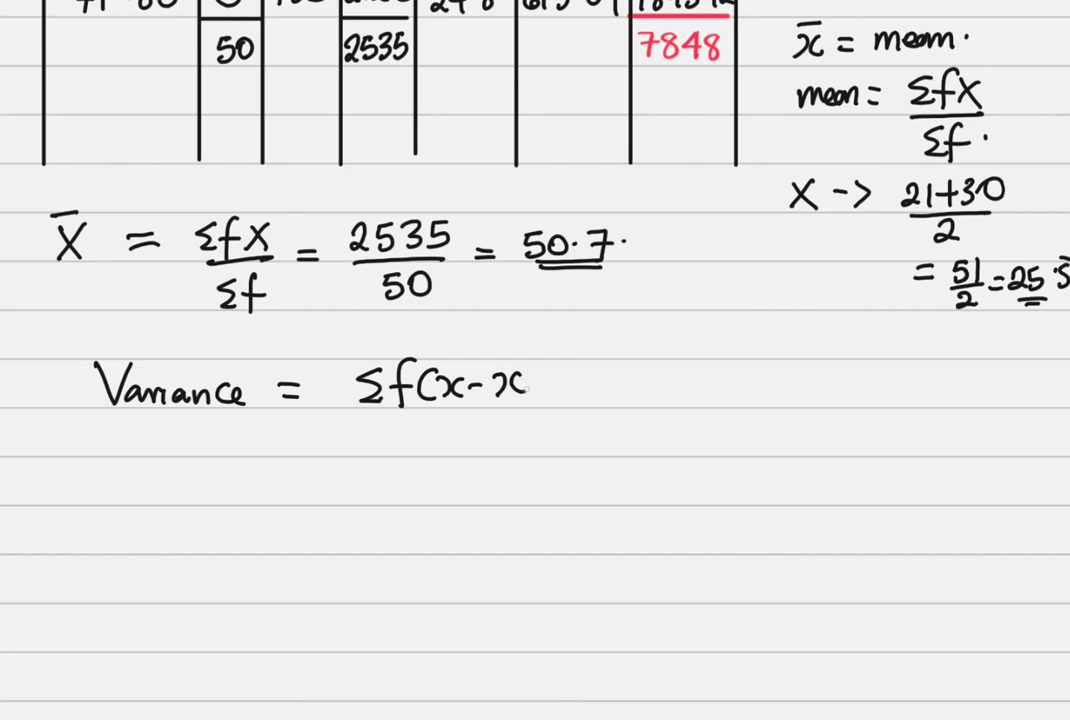 50 2535 7848
x̄ = mean.
mean = ΣfX / Σf.
X -> 21+30 / 2
= 51/2 = 25.5
X̄ = ΣfX / Σf = 2535 / 50 = 50.7.
Variance = Σf(x-x